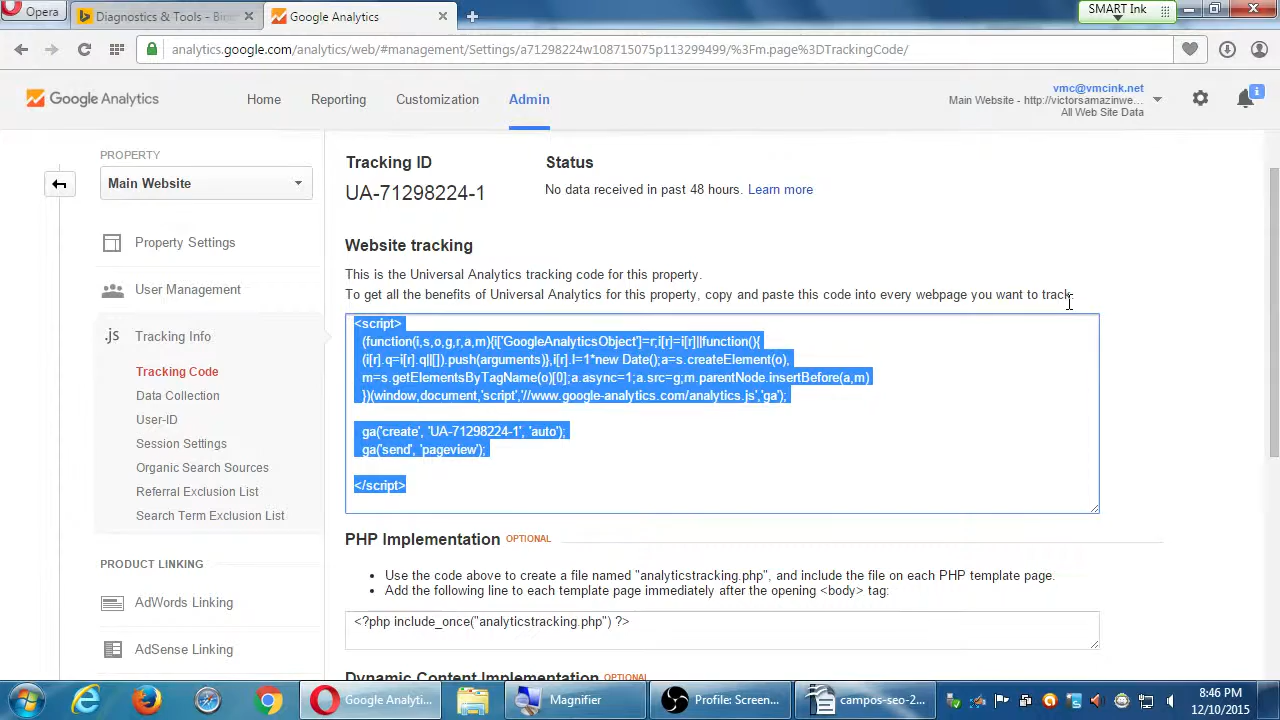 Opera
Diagnostics & Tools - Bin
Google Analytics
SMART Ink
analytics.google.com/analytics/web/#management/Settings/a71298224w108715075p113299499/%3Fm.page%3DTrackingCode/
Google Analytics
Home
Reporting
Customization
Admin
vmc@vmcink.net
Main Website - http://victorsamazinwe...
All Web Site Data
PROPERTY
Main Website
Property Settings
User Management
.js Tracking Info
Tracking Code
Data Collection
User-ID
Session Settings
Organic Search Sources
Referral Exclusion List
Search Term Exclusion List
PRODUCT LINKING
AdWords Linking
AdSense Linking
Tracking ID
UA-71298224-1
Status
No data received in past 48 hours. Learn more
Website tracking
This is the Universal Analytics tracking code for this property.
To get all the benefits of Universal Analytics for this property, copy and paste this code into every webpage you want to track.
<script>
(function(i,s,o,g,r,a,m){i['GoogleAnalyticsObject']=r;i[r]=i[r]||function(){
(i[r].q=i[r].q||[]).push(arguments)},i[r].l=1*new Date();a=s.createElement(o),
m=s.getElementsByTagName(o)[0];a.async=1;a.src=g;m.parentNode.insertBefore(a,m)
})(window,document,'script','//www.google-analytics.com/analytics.js','ga');
ga('create', 'UA-71298224-1', 'auto');
ga('send', 'pageview');
</script>
PHP Implementation OPTIONAL
• Use the code above to create a file named "analyticstracking.php", and include the file on each PHP template page.
• Add the following line to each template page immediately after the opening <body> tag:
<?php include_once("analyticstracking.php") ?>
Dynamic Content Implementation OPTIONAL
Google Analyti...
Magnifier
Profile: Screen...
campos-seo-2...
8:46 PM
12/10/2015